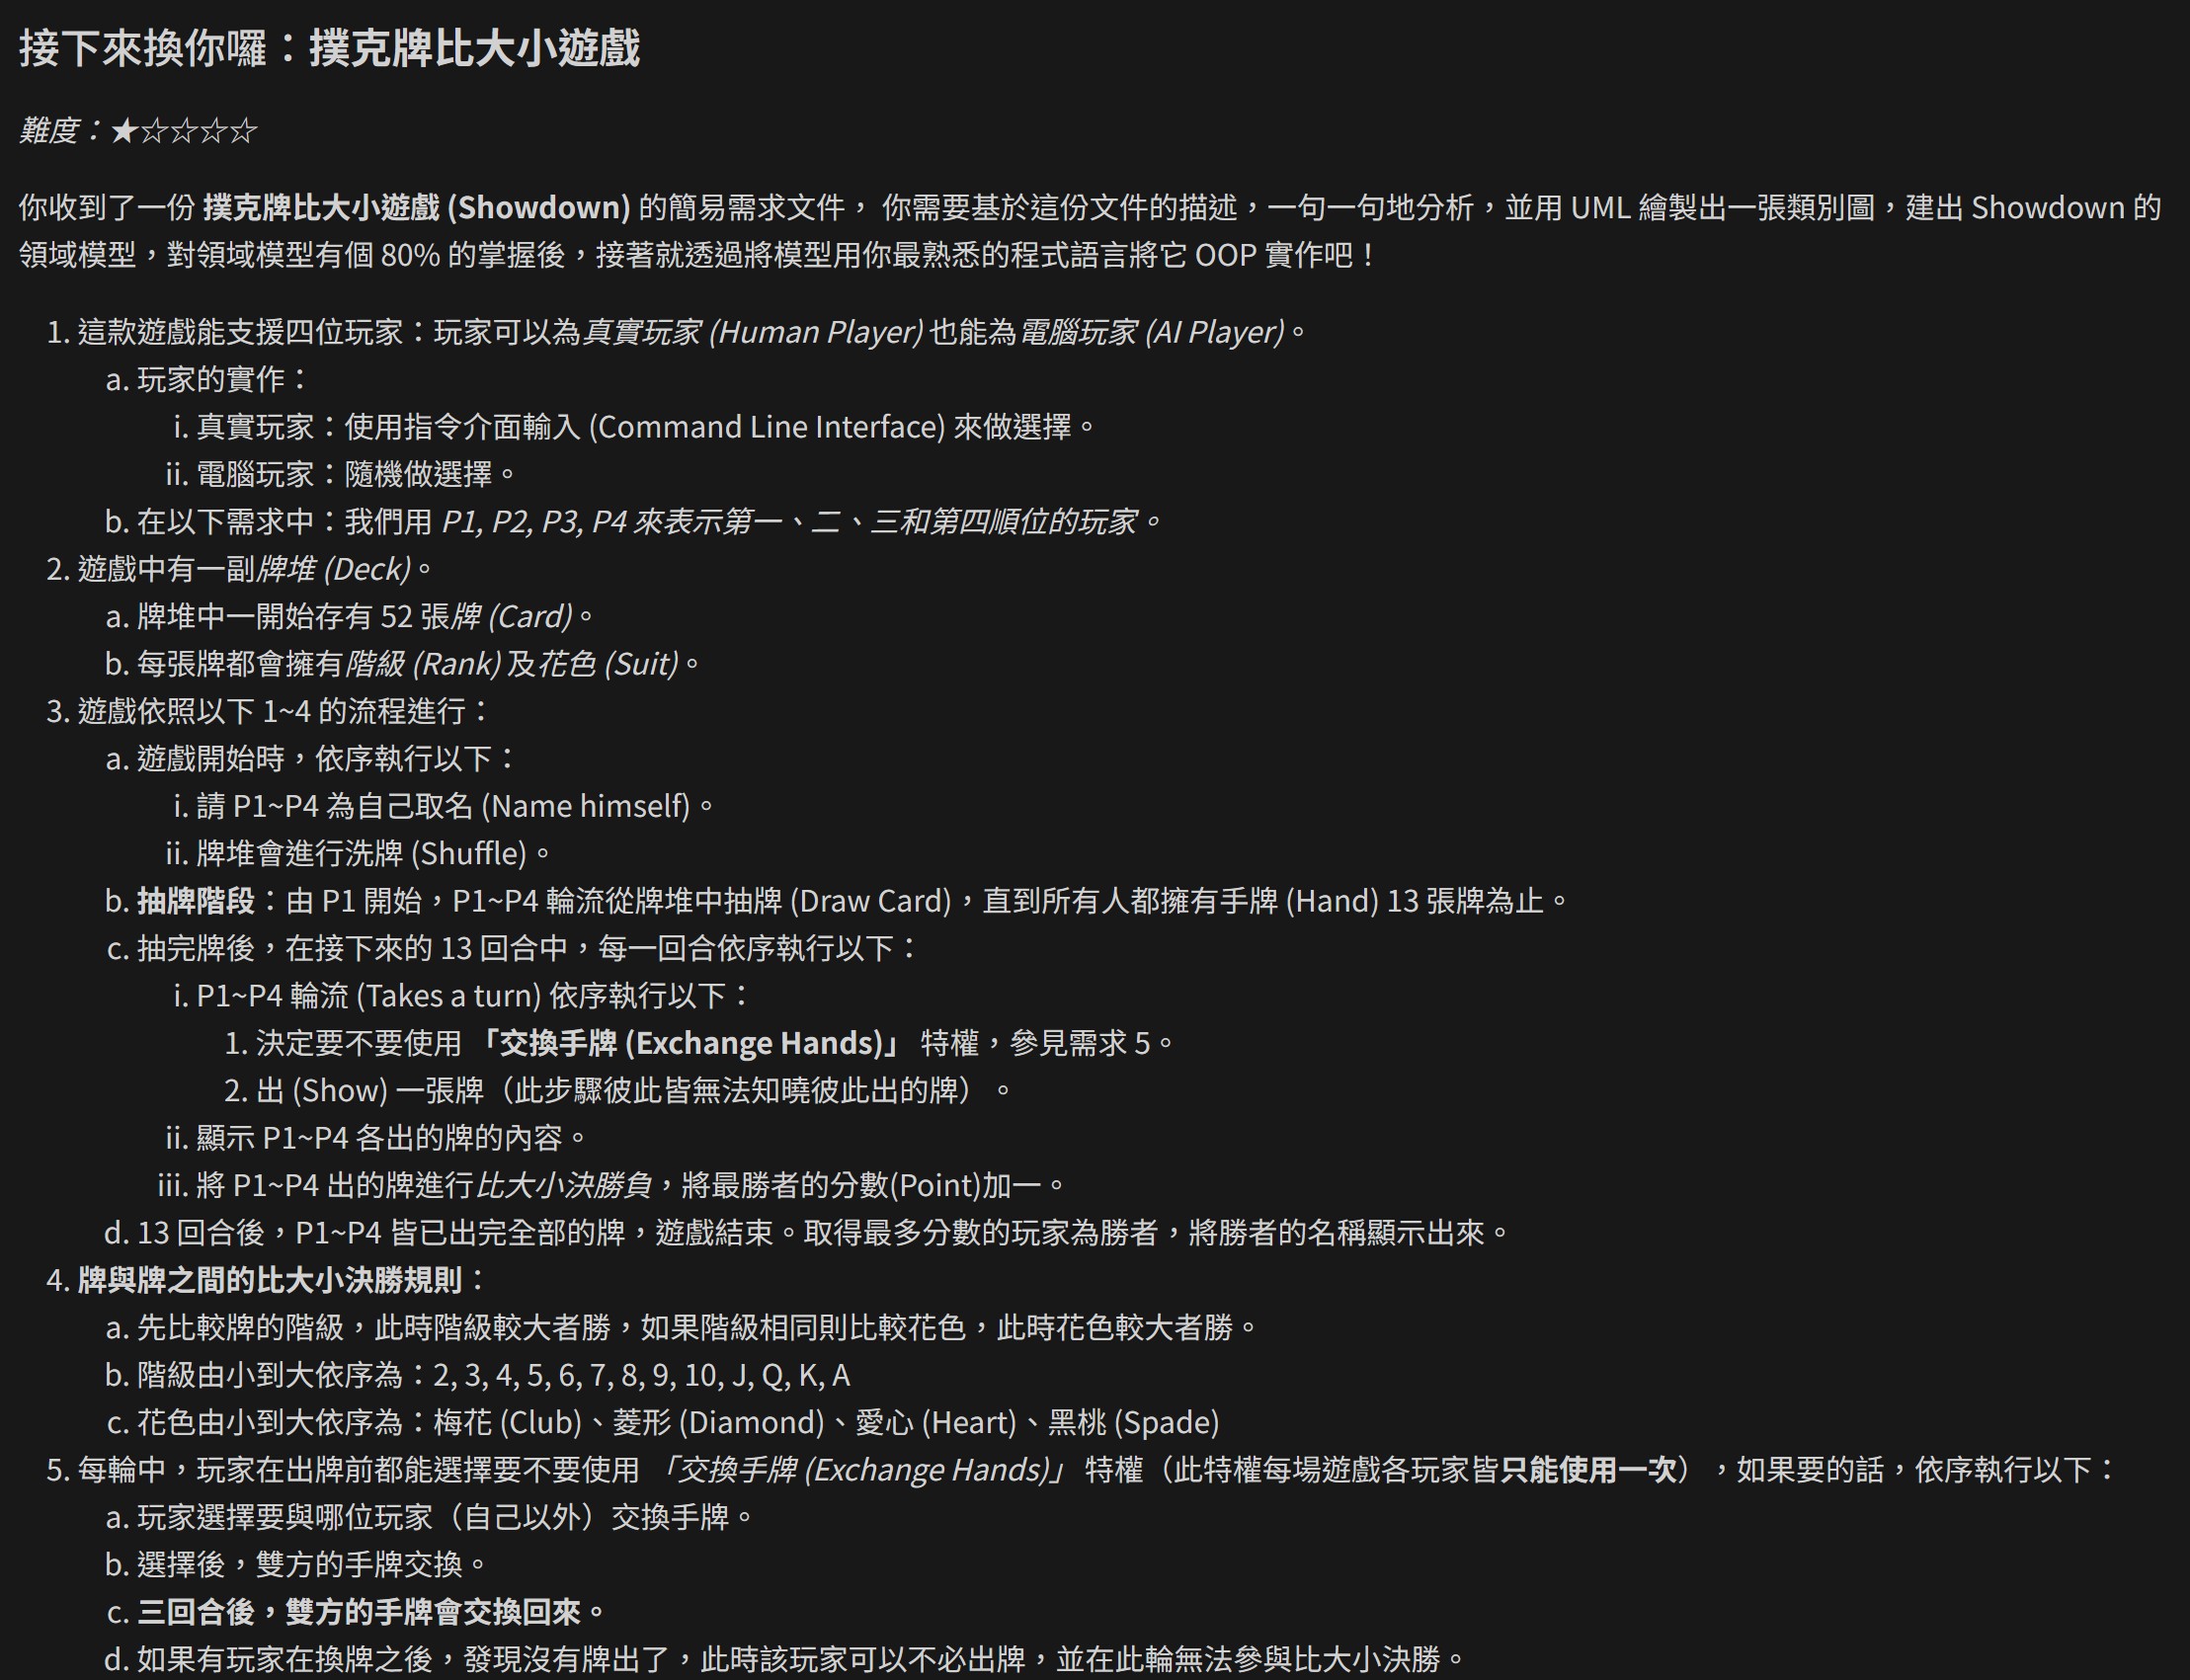 接下來換你囉：撲克牌比大小遊戲
難度：★☆☆☆☆
你收到了一份 撲克牌比大小遊戲 (Showdown) 的簡易需求文件， 你需要基於這份文件的描述，一句一句地分析，並用 UML 繪製出一張類別圖，建出 Showdown 的
領域模型，對領域模型有個 80% 的掌握後，接著就透過將模型用你最熟悉的程式語言將它 OOP 實作吧！
1. 這款遊戲能支援四位玩家：玩家可以為真實玩家 (Human Player) 也能為電腦玩家 (AI Player)。
a. 玩家的實作：
i. 真實玩家：使用指令介面輸入 (Command Line Interface) 來做選擇。
ii. 電腦玩家：隨機做選擇。
b. 在以下需求中：我們用 P1, P2, P3, P4 來表示第一、二、三和第四順位的玩家。
2. 遊戲中有一副牌堆 (Deck)。
a. 牌堆中一開始存有 52 張牌 (Card)。
b. 每張牌都會擁有階級 (Rank) 及花色 (Suit)。
3. 遊戲依照以下 1~4 的流程進行：
a. 遊戲開始時，依序執行以下：
i. 請 P1~P4 為自己取名 (Name himself)。
ii. 牌堆會進行洗牌 (Shuffle)。
b. 抽牌階段：由 P1 開始，P1~P4 輪流從牌堆中抽牌 (Draw Card)，直到所有人都擁有手牌 (Hand) 13 張牌為止。
c. 抽完牌後，在接下來的 13 回合中，每一回合依序執行以下：
i. P1~P4 輪流 (Takes a turn) 依序執行以下：
1. 決定要不要使用 「交換手牌 (Exchange Hands)」 特權，參見需求 5。
2. 出 (Show) 一張牌（此步驟彼此皆無法知曉彼此出的牌）。
ii. 顯示 P1~P4 各出的牌的內容。
iii. 將 P1~P4 出的牌進行比大小決勝負，將最勝者的分數(Point)加一。
d. 13 回合後，P1~P4 皆已出完全部的牌，遊戲結束。取得最多分數的玩家為勝者，將勝者的名稱顯示出來。
4. 牌與牌之間的比大小決勝規則：
a. 先比較牌的階級，此時階級較大者勝，如果階級相同則比較花色，此時花色較大者勝。
b. 階級由小到大依序為：2, 3, 4, 5, 6, 7, 8, 9, 10, J, Q, K, A
c. 花色由小到大依序為：梅花 (Club)、菱形 (Diamond)、愛心 (Heart)、黑桃 (Spade)
5. 每輪中，玩家在出牌前都能選擇要不要使用 「交換手牌 (Exchange Hands)」 特權（此特權每場遊戲各玩家皆只能使用一次），如果要的話，依序執行以下：
a. 玩家選擇要與哪位玩家（自己以外）交換手牌。
b. 選擇後，雙方的手牌交換。
c. 三回合後，雙方的手牌會交換回來。
d. 如果有玩家在換牌之後，發現沒有牌出了，此時該玩家可以不必出牌，並在此輪無法參與比大小決勝。